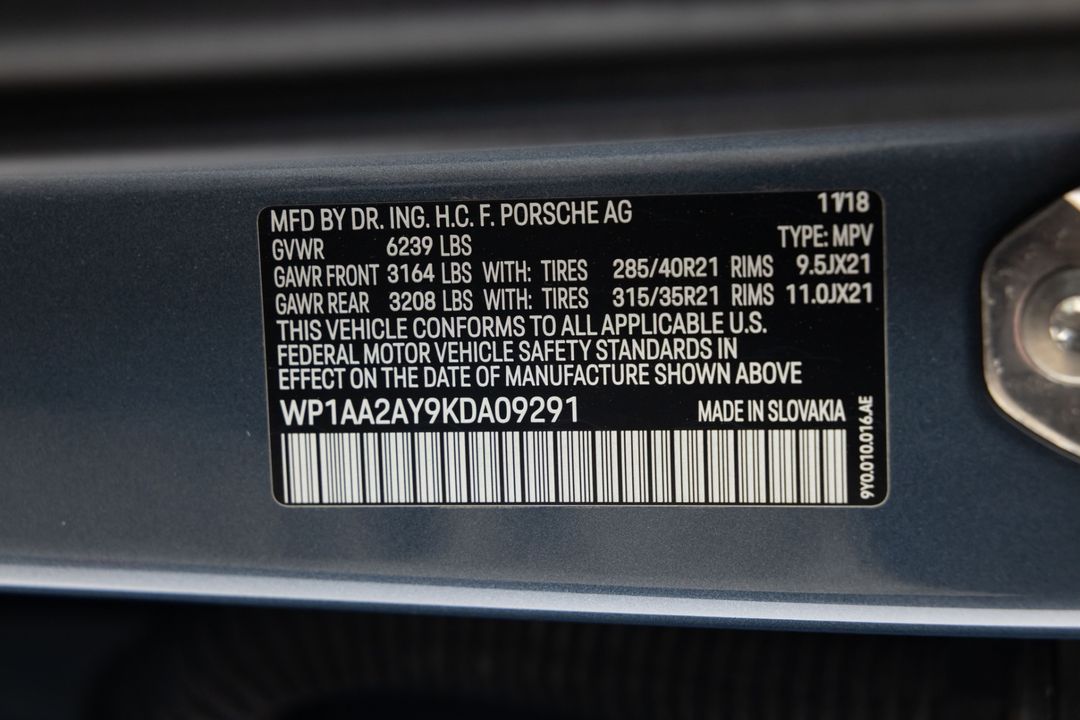 MFD BY DR. ING. H.C. F. PORSCHE AG 11/18
GVWR 6239 LBS TYPE: MPV
GAWR FRONT 3164 LBS WITH: TIRES 285/40R21 RIMS 9.5JX21
GAWR REAR 3208 LBS WITH: TIRES 315/35R21 RIMS 11.0JX21
THIS VEHICLE CONFORMS TO ALL APPLICABLE U.S.
FEDERAL MOTOR VEHICLE SAFETY STANDARDS IN
EFFECT ON THE DATE OF MANUFACTURE SHOWN ABOVE
WP1AA2AY9KDA09291 MADE IN SLOVAKIA
9Y0.010.016.AE